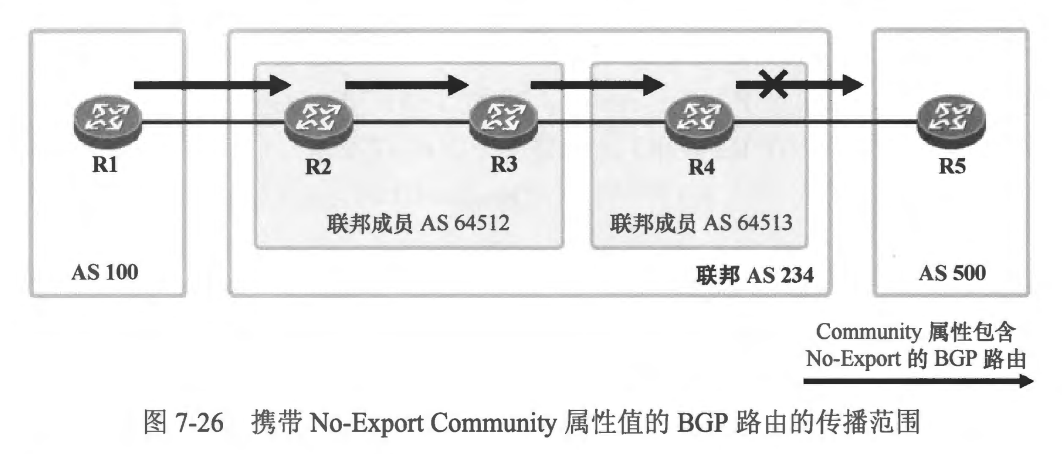 R1
R2
R3
R4
R5
联邦成员 AS 64512
联邦成员 AS 64513
AS 100
联邦 AS 234
AS 500
Community 属性包含
No-Export 的 BGP 路由
图 7-26 携带 No-Export Community 属性值的 BGP 路由的传播范围